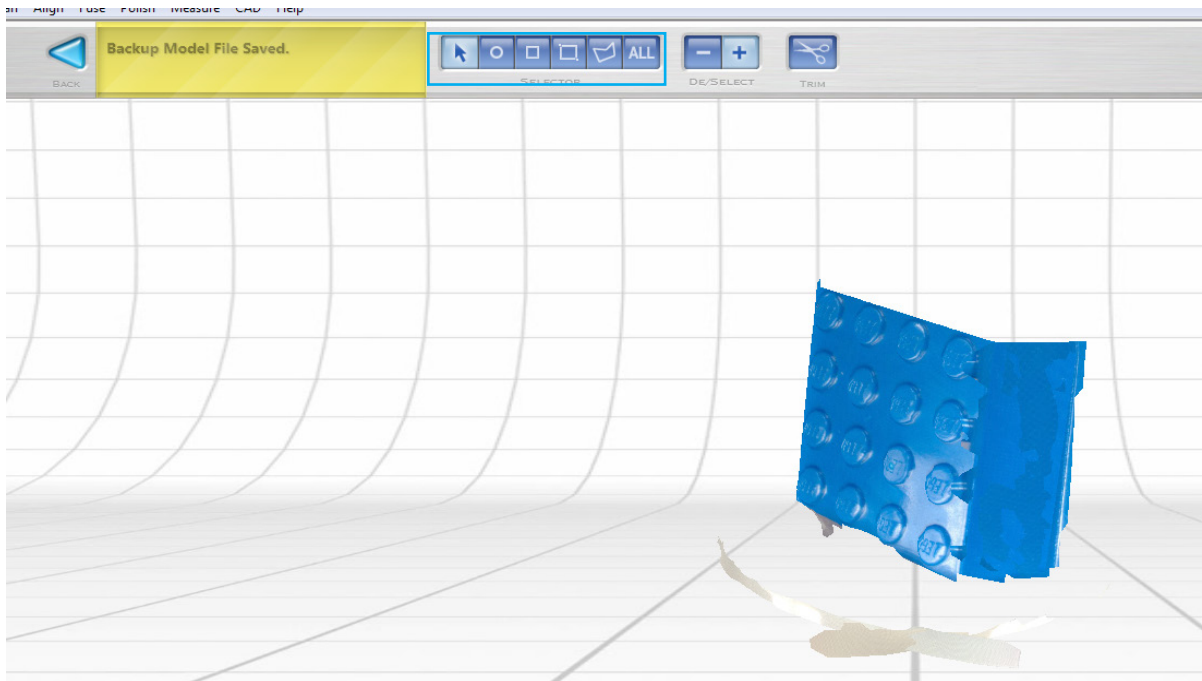 Align Fuse Polish Measure CAD Help
Backup Model File Saved.
ALL
BACK
SELECTOR
DE/SELECT
TRIM